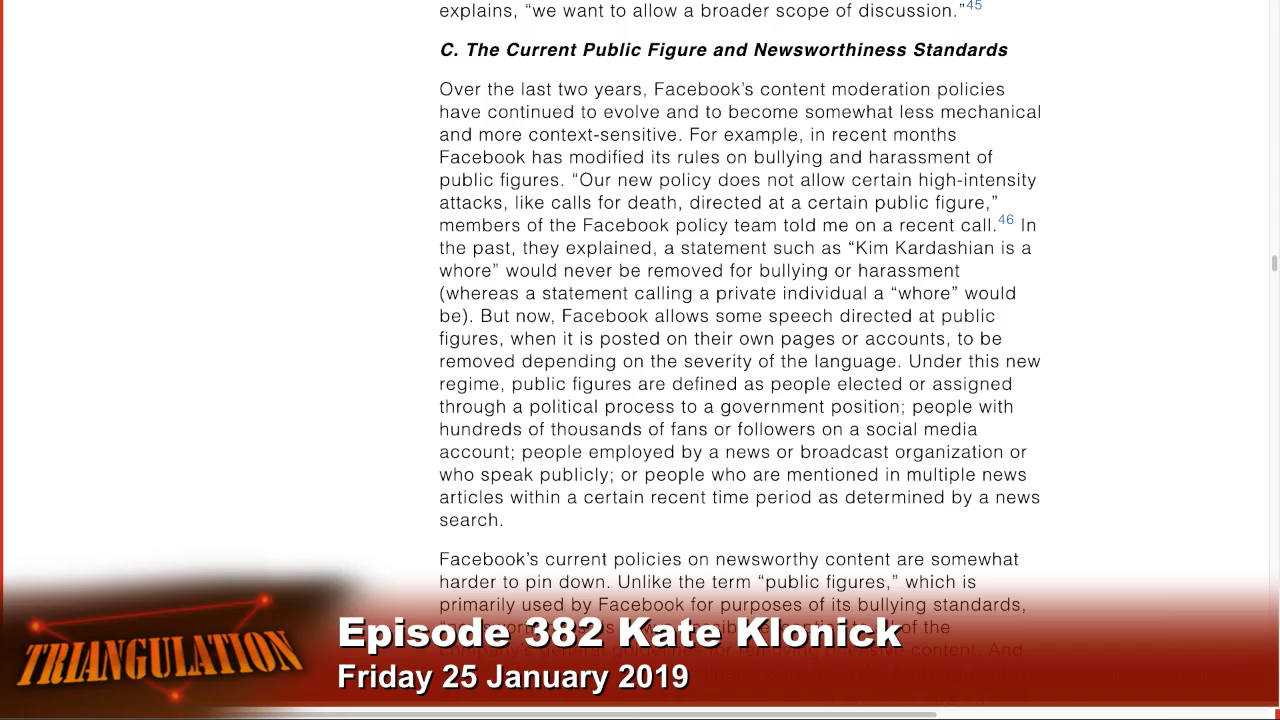 explains, “we want to allow a broader scope of discussion.”45
C. The Current Public Figure and Newsworthiness Standards
Over the last two years, Facebook’s content moderation policies
have continued to evolve and to become somewhat less mechanical
and more context-sensitive. For example, in recent months
Facebook has modified its rules on bullying and harassment of
public figures. “Our new policy does not allow certain high-intensity
attacks, like calls for death, directed at a certain public figure,”
members of the Facebook policy team told me on a recent call.46 In
the past, they explained, a statement such as “Kim Kardashian is a
whore” would never be removed for bullying or harassment
(whereas a statement calling a private individual a “whore” would
be). But now, Facebook allows some speech directed at public
figures, when it is posted on their own pages or accounts, to be
removed depending on the severity of the language. Under this new
regime, public figures are defined as people elected or assigned
through a political process to a government position; people with
hundreds of thousands of fans or followers on a social media
account; people employed by a news or broadcast organization or
who speak publicly; or people who are mentioned in multiple news
articles within a certain recent time period as determined by a news
search.
Facebook’s current policies on newsworthy content are somewhat
harder to pin down. Unlike the term “public figures,” which is
primarily used by Facebook for purposes of its bullying standards,
of the
content. And
TRIANGULATION
Episode 382 Kate Klonick
Friday 25 January 2019